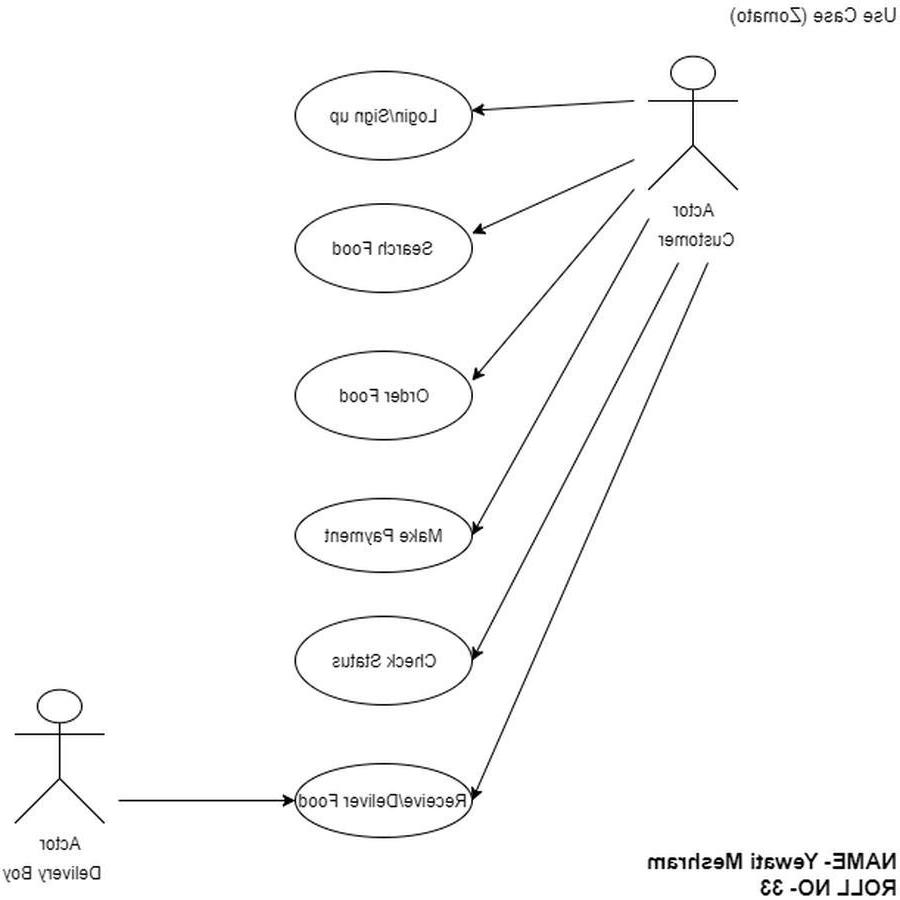 Use Case (Zomato)
Login/Sign up
Actor
Customer
Search Food
Order Food
Make Payment
Check Status
Receive/Deliver Food
Actor
Delivery Boy
NAME- Yewati Meshram
ROLL NO- 33